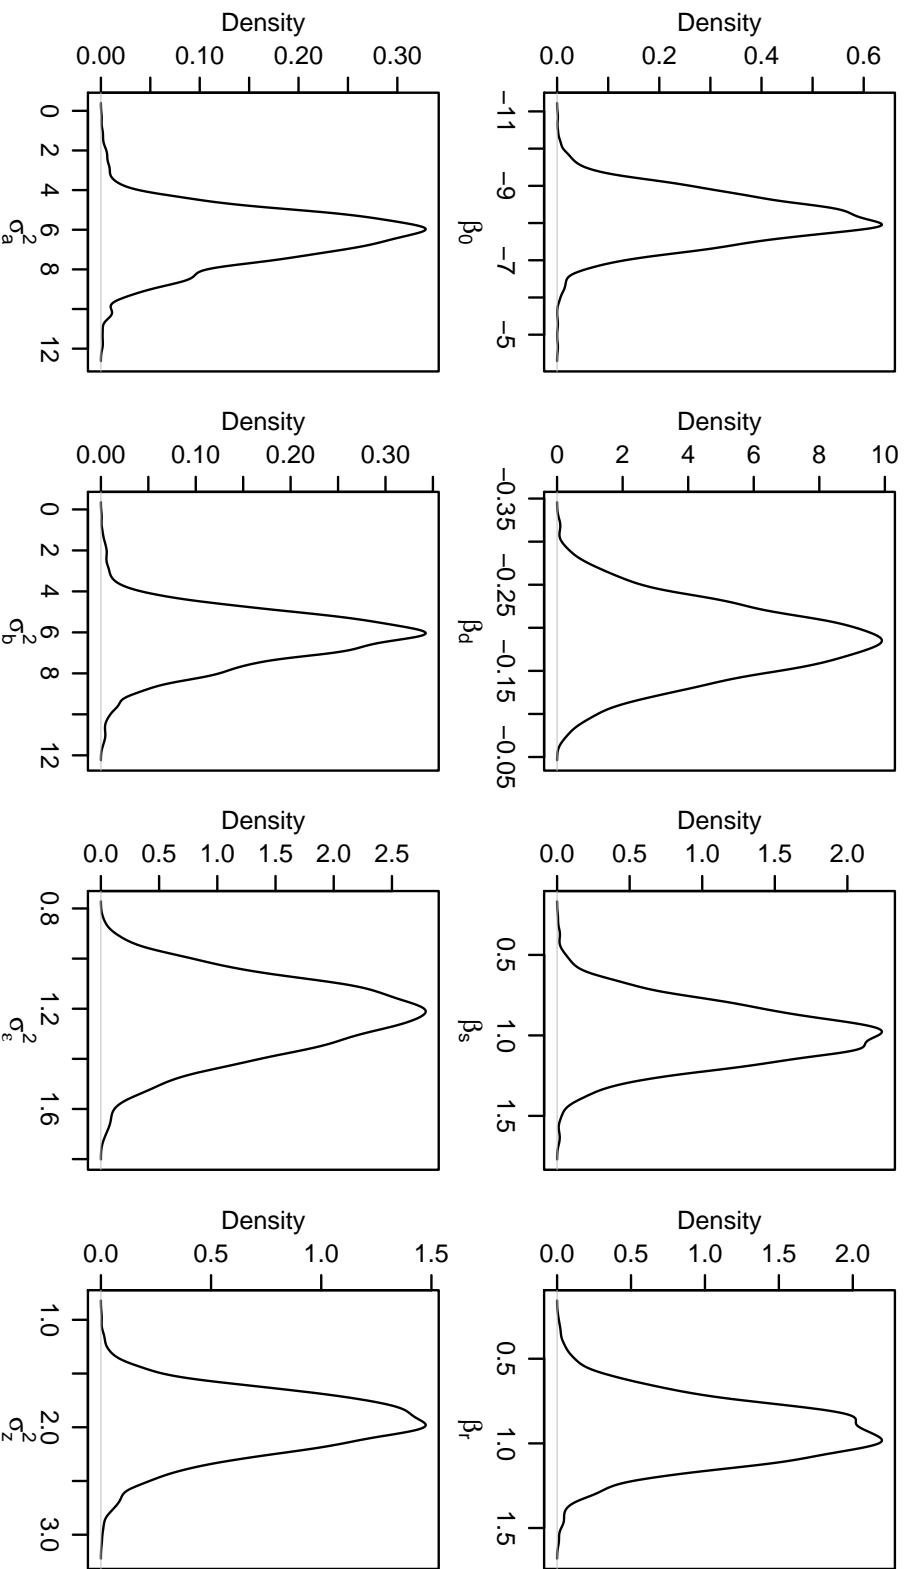 Density
0.0 0.2 0.4 0.6
−11 −9 −7 −5
β0
Density
0 2 4 6 8 10
−0.35 −0.25 −0.15 −0.05
βd
Density
0.0 0.5 1.0 1.5 2.0
0.5 1.0 1.5
βs
Density
0.0 0.5 1.0 1.5 2.0
0.5 1.0 1.5
βr
Density
0.00 0.10 0.20 0.30
0 2 4 6 8 12
σ²a
Density
0.00 0.10 0.20 0.30
0 2 4 6 8 12
σ²b
Density
0.0 0.5 1.0 1.5 2.0 2.5
0.8 1.2 1.6
σ²ε
Density
0.0 0.5 1.0 1.5
1.0 2.0 3.0
σ²z